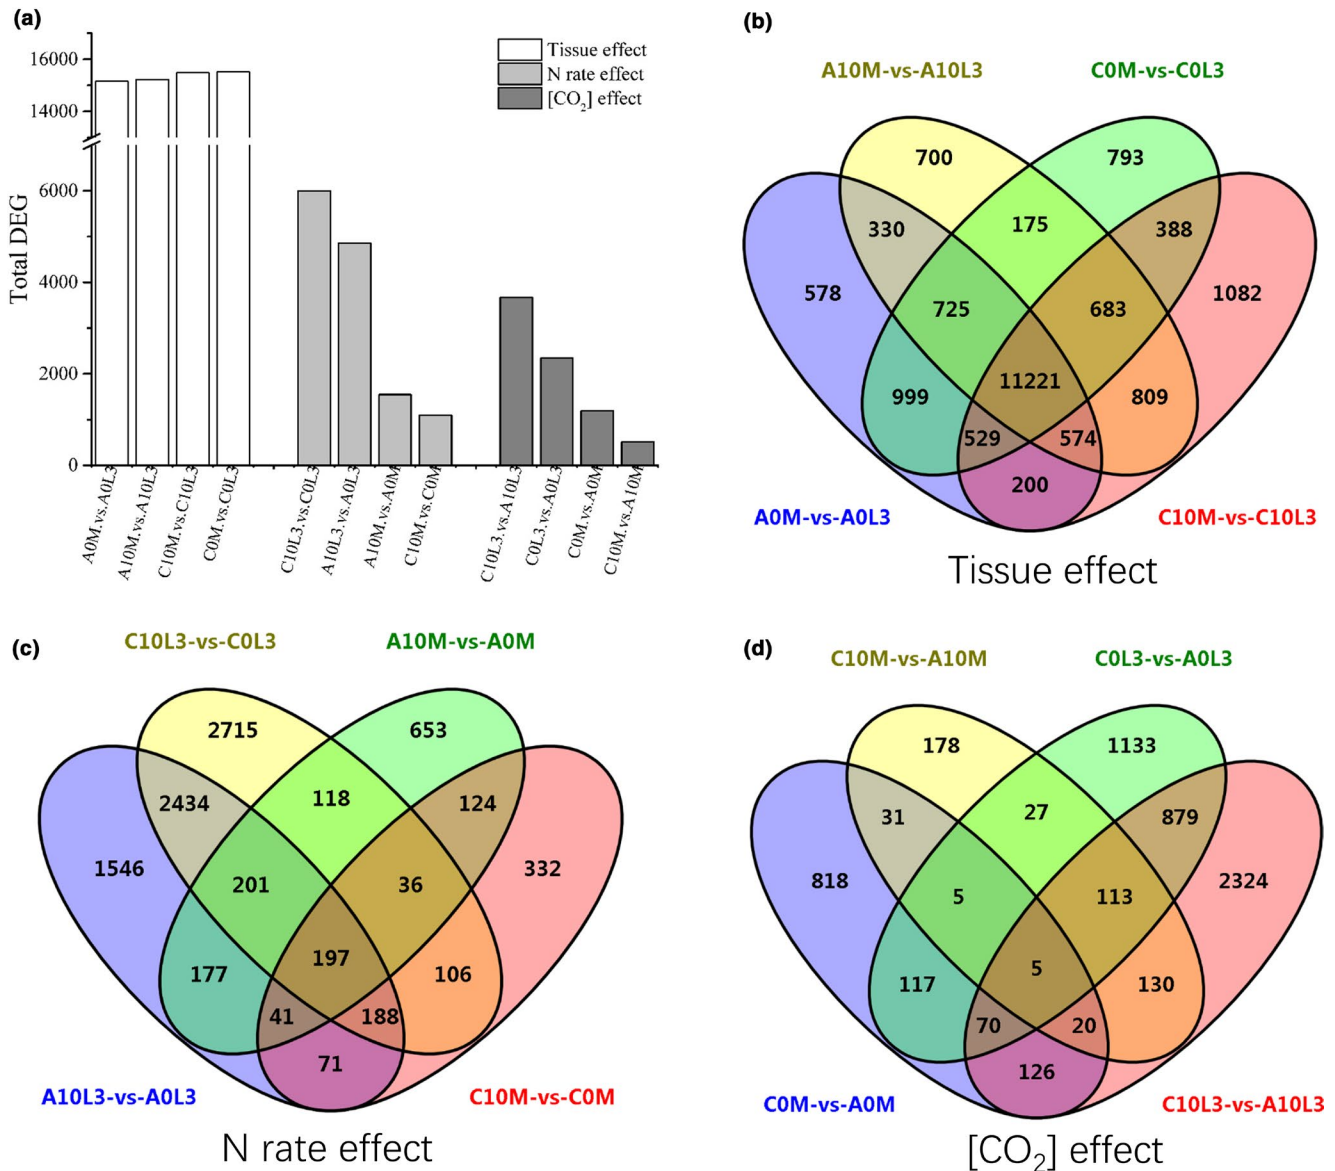 (a)
16000
14000
6000
4000
2000
0
Total DEG
Tissue effect
N rate effect
[CO₂] effect
A0M.vs.A0L3
A10M.vs.A10L3
C10M.vs.C10L3
C0M.vs.C0L3
C10L3.vs.C0L3
A10L3.vs.A0L3
A10M.vs.A0M
C10M.vs.C0M
C10L3.vs.A10L3
C0L3.vs.A0L3
C0M.vs.A0M
C10M.vs.A10M
(b)
A10M-vs-A10L3
C0M-vs-C0L3
700
793
330
175
388
578
725
683
1082
999
11221
809
529
574
200
A0M-vs-A0L3
C10M-vs-C10L3
Tissue effect
(c)
C10L3-vs-C0L3
A10M-vs-A0M
2715
653
2434
118
124
1546
201
36
332
177
197
106
41
188
71
A10L3-vs-A0L3
C10M-vs-C0M
N rate effect
(d)
C10M-vs-A10M
C0L3-vs-A0L3
178
1133
31
27
879
818
5
113
2324
117
5
130
70
20
126
C0M-vs-A0M
C10L3-vs-A10L3
[CO₂] effect